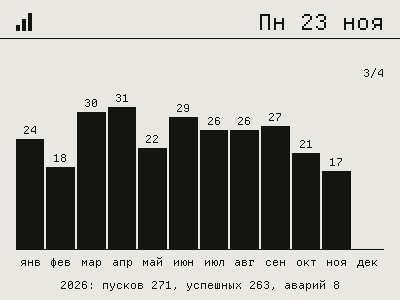 Пн 23 ноя
3/4
24 18 30 31 22 29 26 26 27 21 17
янв фев мар апр май июн июл авг сен окт ноя дек
2026: пусков 271, успешных 263, аварий 8